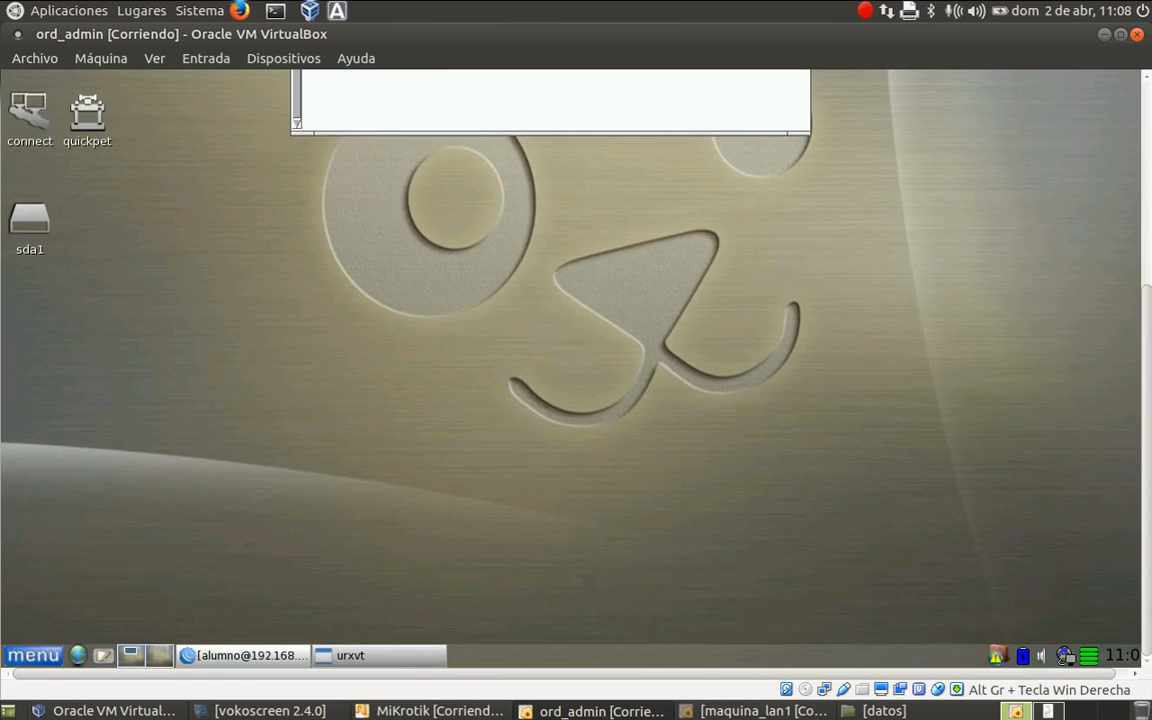 Aplicaciones Lugares Sistema dom 2 de abr, 11:08
ord_admin [Corriendo] - Oracle VM VirtualBox
Archivo Máquina Ver Entrada Dispositivos Ayuda
connect quickpet
sda1
menu [alumno@192.168.... urxvt 11:0
Alt Gr + Tecla Win Derecha
Oracle VM Virtual... [vokoscreen 2.4.0] MiKrotik [Corriend... ord_admin [Corrie... [maquina_lan1 [Co... [datos]